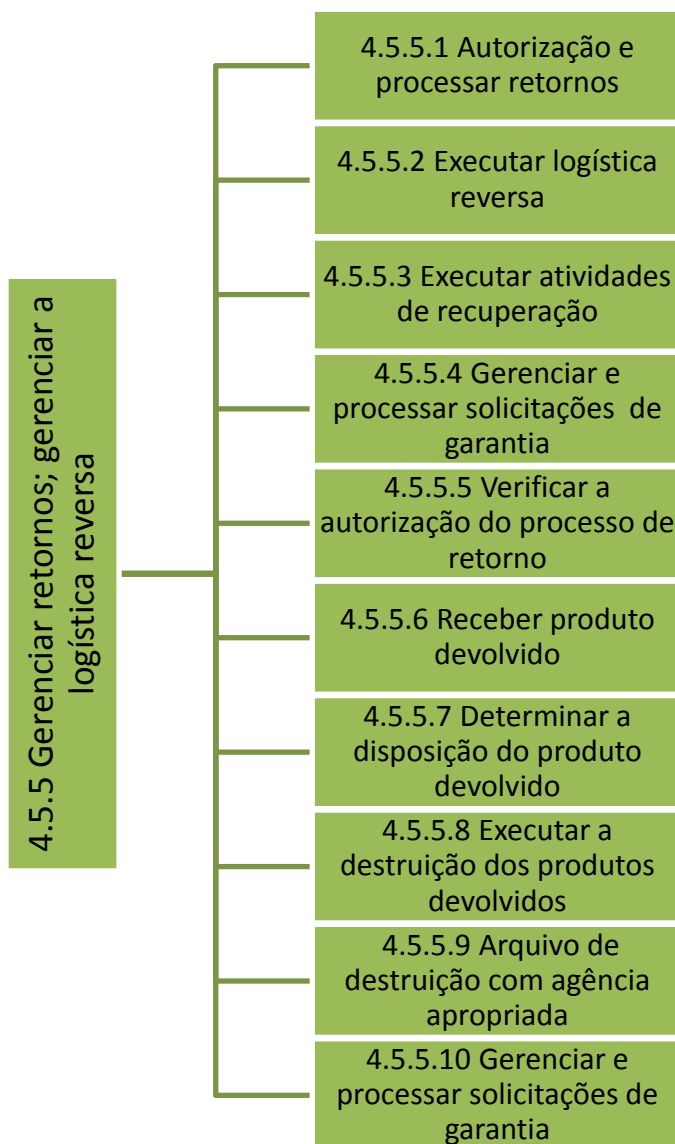 4.5.5 Gerenciar retornos; gerenciar a
logística reversa
4.5.5.1 Autorização e
processar retornos
4.5.5.2 Executar logística
reversa
4.5.5.3 Executar atividades
de recuperação
4.5.5.4 Gerenciar e
processar solicitações de
garantia
4.5.5.5 Verificar a
autorização do processo de
retorno
4.5.5.6 Receber produto
devolvido
4.5.5.7 Determinar a
disposição do produto
devolvido
4.5.5.8 Executar a
destruição dos produtos
devolvidos
4.5.5.9 Arquivo de
destruição com agência
apropriada
4.5.5.10 Gerenciar e
processar solicitações de
garantia